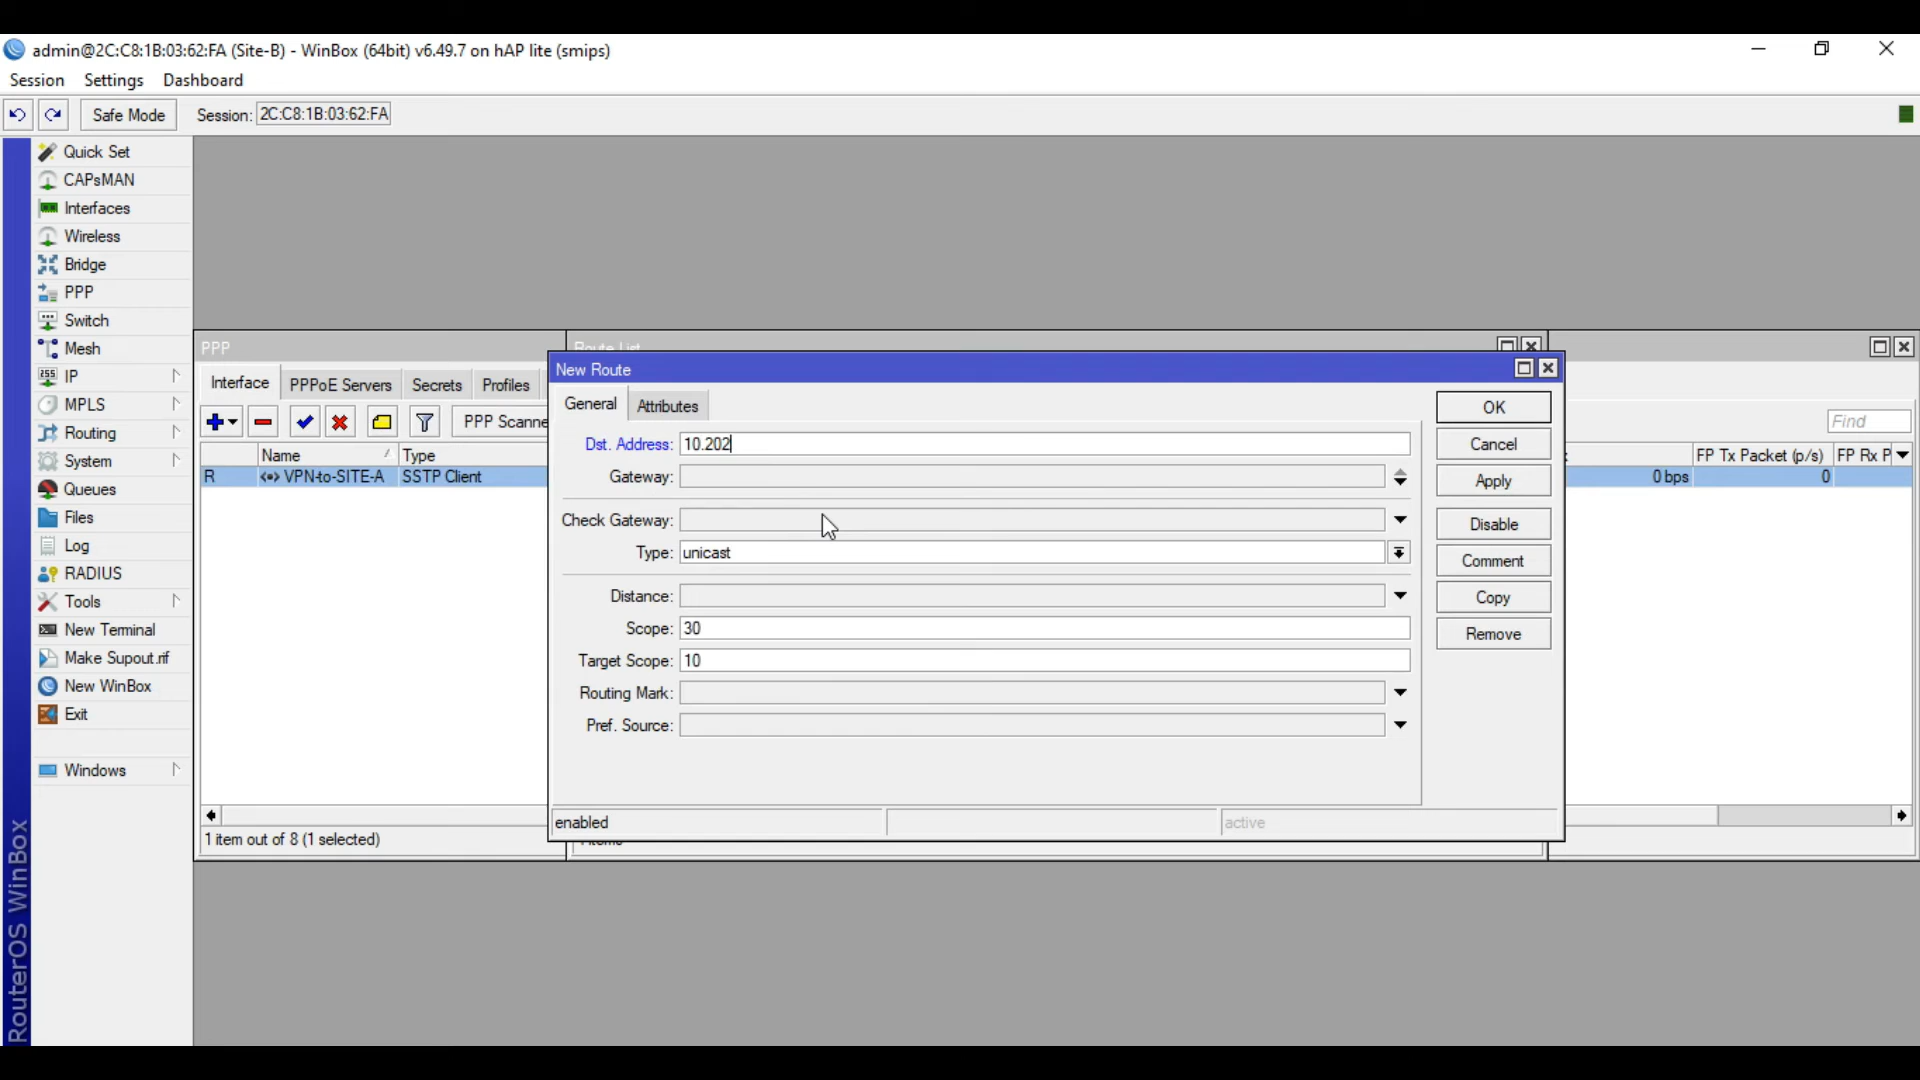 admin@2C:C8:1B:03:62:FA (Site-B) - WinBox (64bit) v6.49.7 on hAP lite (smips)
Session Settings Dashboard
Safe Mode Session: 2C:C8:1B:03:62:FA
Quick Set
CAPsMAN
Interfaces
Wireless
Bridge
PPP
Switch
Mesh
IP
MPLS
Routing
System
Queues
Files
Log
RADIUS
Tools
New Terminal
Make Supout.rif
New WinBox
Exit
Windows
RouterOS WinBox
PPP
Interface PPPoE Servers Secrets Profiles
PPP Scanne
Name Type
R VPN-to-SITE-A SSTP Client
1 item out of 8 (1 selected)
Route List
New Route
General Attributes
Dst. Address: 10.202
Gateway:
Check Gateway:
Type: unicast
Distance:
Scope: 30
Target Scope: 10
Routing Mark:
Pref. Source:
enabled
active
OK
Cancel
Apply
Disable
Comment
Copy
Remove
Find
FP Tx Packet (p/s) FP Rx P
0 bps 0